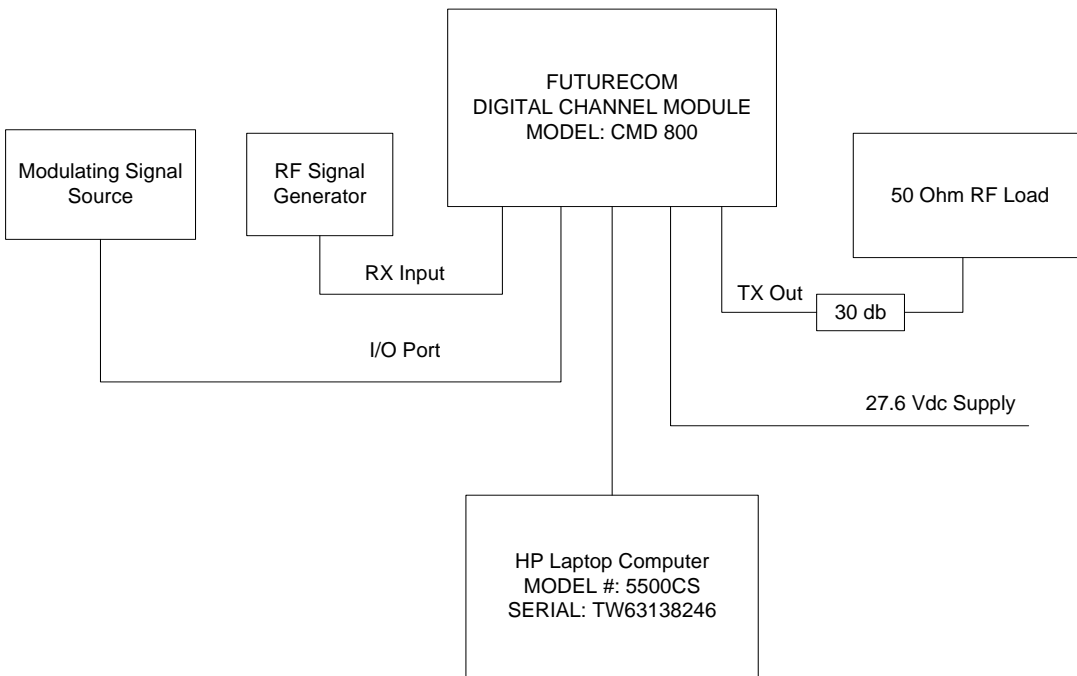 FUTURECOM
DIGITAL CHANNEL MODULE
MODEL: CMD 800
Modulating Signal
Source
RF Signal
Generator
50 Ohm RF Load
RX Input
TX Out
30 db
I/O Port
27.6 Vdc Supply
HP Laptop Computer
MODEL #: 5500CS
SERIAL: TW63138246